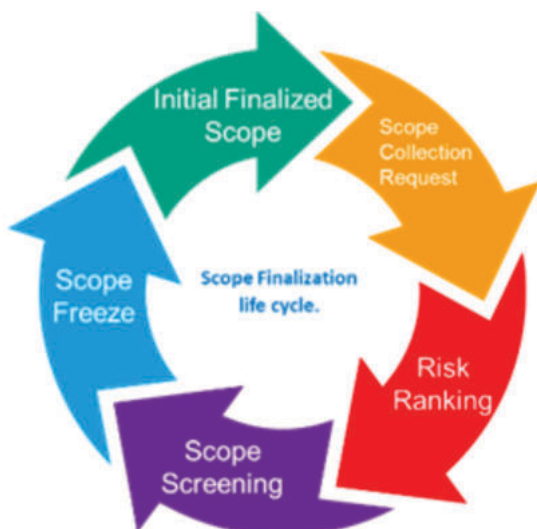 Initial Finalized
Scope
Scope
Collection
Request
Risk
Ranking
Scope
Screening
Scope
Freeze
Scope Finalization
life cycle.